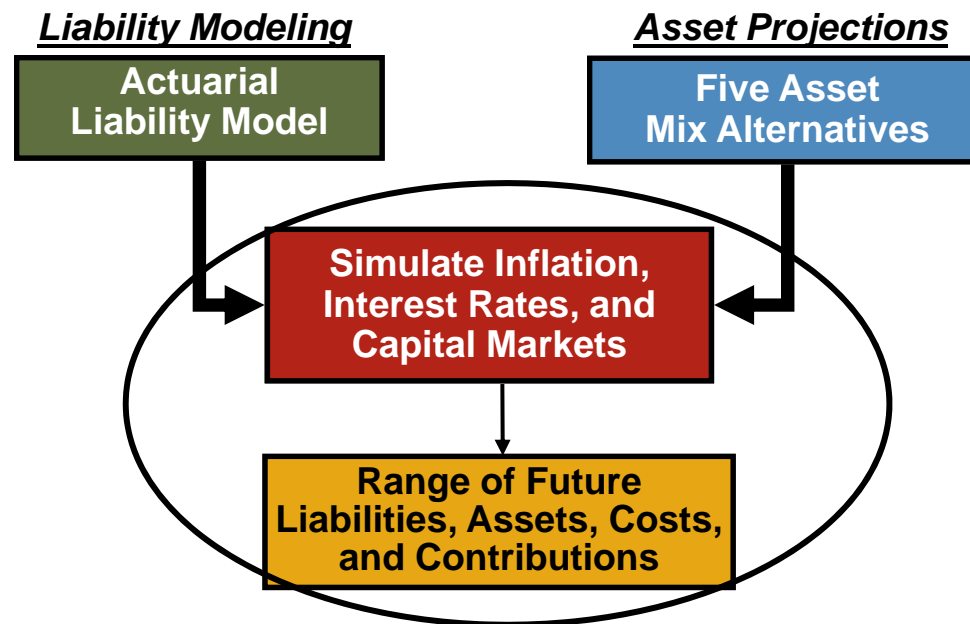 Liability Modeling
Actuarial
Liability Model
Asset Projections
Five Asset
Mix Alternatives
Simulate Inflation,
Interest Rates, and
Capital Markets
Range of Future
Liabilities, Assets, Costs,
and Contributions